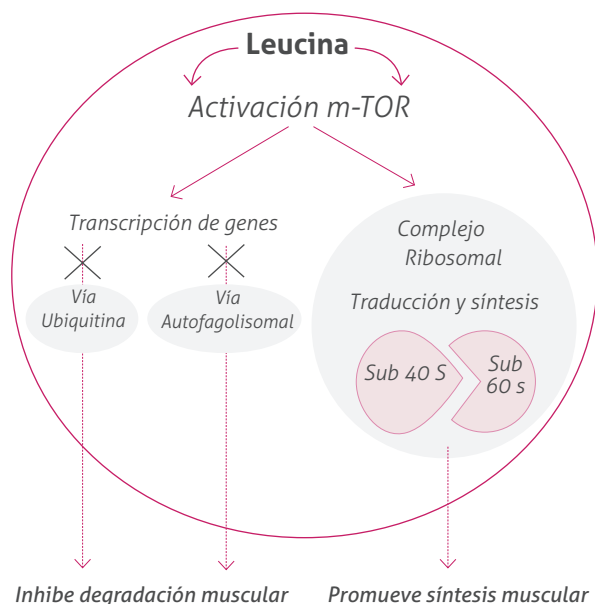 Leucina
Activación m-TOR
Transcripción de genes
Vía
Ubiquitina
Vía
Autofagolisomal
Complejo
Ribosomal
Traducción y síntesis
Sub 40 S
Sub
60 s
Inhibe degradación muscular
Promueve síntesis muscular